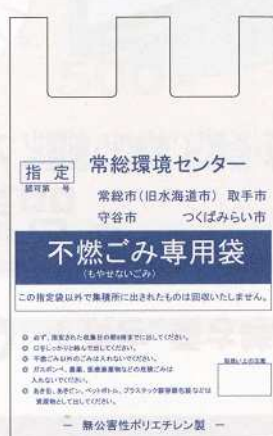 指定
認可第　号
常総環境センター
常総市(旧水海道市)　取手市
守谷市　つくばみらい市
不燃ごみ専用袋
(もやせないごみ)
この指定袋以外で集積所に出されたものは回収いたしません。
◎ 必ず、指定された収集日の朝8時までに出してください。
◎ 口をしっかりと結んで出してください。
◎ 不燃ごみ以外のごみは入れないでください。
◎ ガスボンベ、農薬、医療廃棄物などの危険ごみは
入れないでください。
◎ あき缶、あきビン、ペットボトル、プラスチック製容器包装などは
資源物として出してください。
取扱い上の注意
— 無公害性ポリエチレン製 —